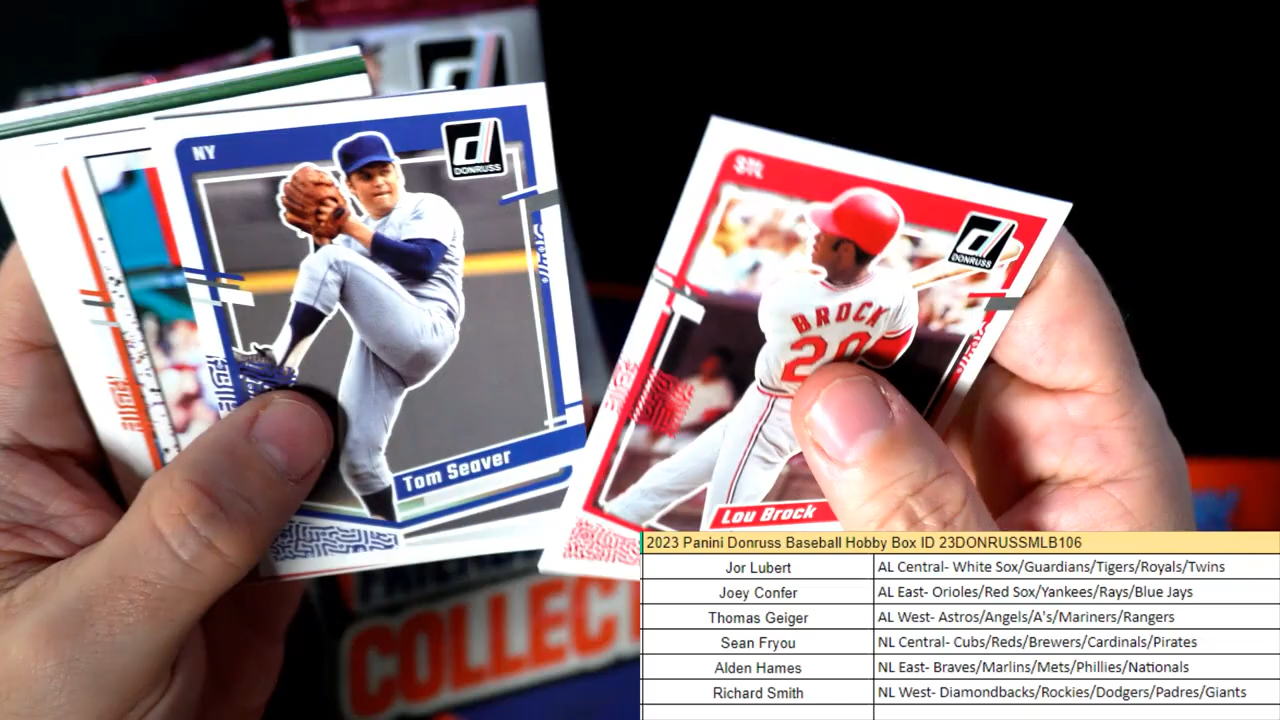 NY
DONRUSS
Tom Seaver
STL
DONRUSS
BROCK
20
Lou Brock
COLLECT
2023 Panini Donruss Baseball Hobby Box ID 23DONRUSSMLB106
Jor Lubert AL Central- White Sox/Guardians/Tigers/Royals/Twins
Joey Confer AL East- Orioles/Red Sox/Yankees/Rays/Blue Jays
Thomas Geiger AL West- Astros/Angels/A's/Mariners/Rangers
Sean Fryou NL Central- Cubs/Reds/Brewers/Cardinals/Pirates
Alden Hames NL East- Braves/Marlins/Mets/Phillies/Nationals
Richard Smith NL West- Diamondbacks/Rockies/Dodgers/Padres/Giants